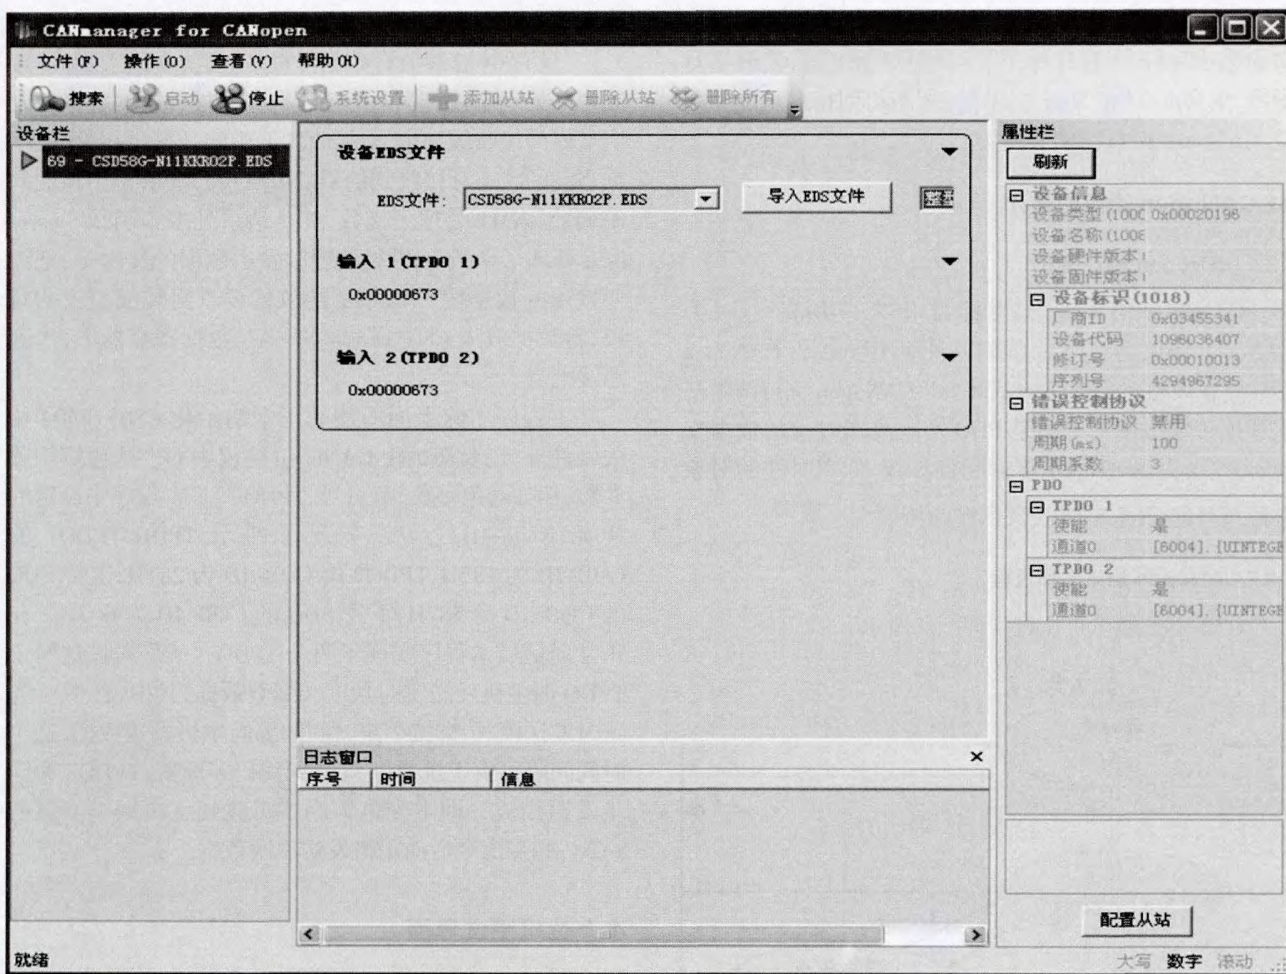 CANmanager for CANopen
文件(F) 操作(O) 查看(V) 帮助(H)
搜索 启动 停止 系统设置 添加从站 删除从站 删除所有
设备栏
69 - CSD58G-N11KKR02P.EDS
设备EDS文件
EDS文件: CSD58G-N11KKR02P.EDS 导入EDS文件
输入 1(TPDO 1)
0x00000673
输入 2(TPDO 2)
0x00000673
日志窗口
序号 时间 信息
属性栏
刷新
设备信息
设备类型(100C 0x00020196
设备名称(1008
设备硬件版本(
设备固件版本(
设备标识(1018)
厂商ID 0x03455341
设备代码 1096036407
修订号 0x00010013
序列号 4294967295
错误控制协议
错误控制协议 禁用
周期(ms) 100
周期系数 3
PDO
TPDO 1
使能 是
通道0 [6004].{UINTEGE
TPDO 2
使能 是
通道0 [6004].{UINTEGE
配置从站
就绪
大写 数字 滚动